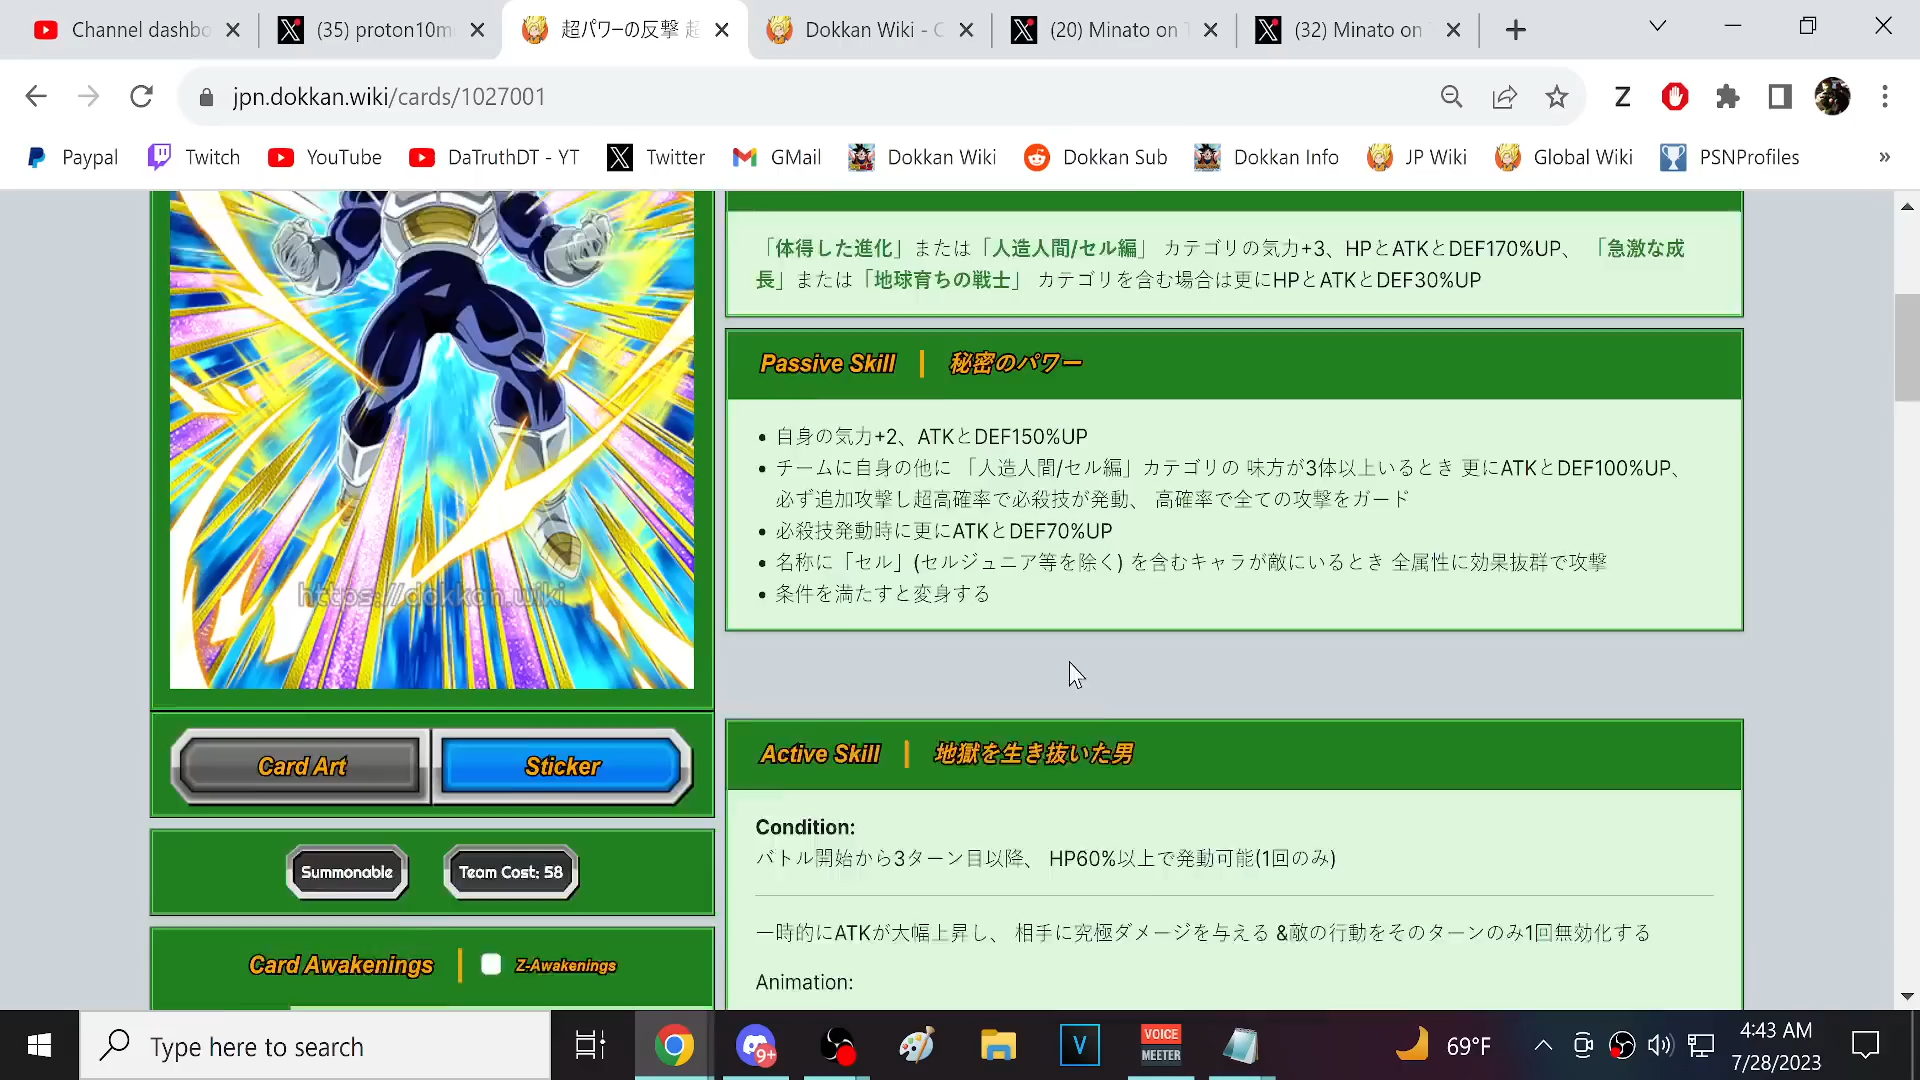 Channel dashbo
(35) proton10m
超パワーの反撃 超
Dokkan Wiki - C
(20) Minato on T
(32) Minato on
jpn.dokkan.wiki/cards/1027001
Z
Paypal
Twitch
YouTube
DaTruthDT - YT
Twitter
GMail
Dokkan Wiki
Dokkan Sub
Dokkan Info
JP Wiki
Global Wiki
PSNProfiles
»
https://dokkan.wiki
「体得した進化」または「人造人間/セル編」 カテゴリの気力+3、HPとATKとDEF170%UP、 「急激な成
長」または「地球育ちの戦士」 カテゴリを含む場合は更にHPとATKとDEF30%UP
Passive Skill | 秘密のパワー
• 自身の気力+2、ATKとDEF150%UP
• チームに自身の他に 「人造人間/セル編」カテゴリの 味方が3体以上いるとき 更にATKとDEF100%UP、
必ず追加攻撃し超高確率で必殺技が発動、 高確率で全ての攻撃をガード
• 必殺技発動時に更にATKとDEF70%UP
• 名称に「セル」(セルジュニア等を除く) を含むキャラが敵にいるとき 全属性に効果抜群で攻撃
• 条件を満たすと変身する
Card Art
Sticker
Summonable
Team Cost: 58
Card Awakenings | Z-Awakenings
Active Skill | 地獄を生き抜いた男
Condition:
バトル開始から3ターン目以降、 HP60%以上で発動可能(1回のみ)
一時的にATKが大幅上昇し、 相手に究極ダメージを与える &敵の行動をそのターンのみ1回無効化する
Animation:
Type here to search
9+
V
VOICE
MEETER
69°F
4:43 AM
7/28/2023